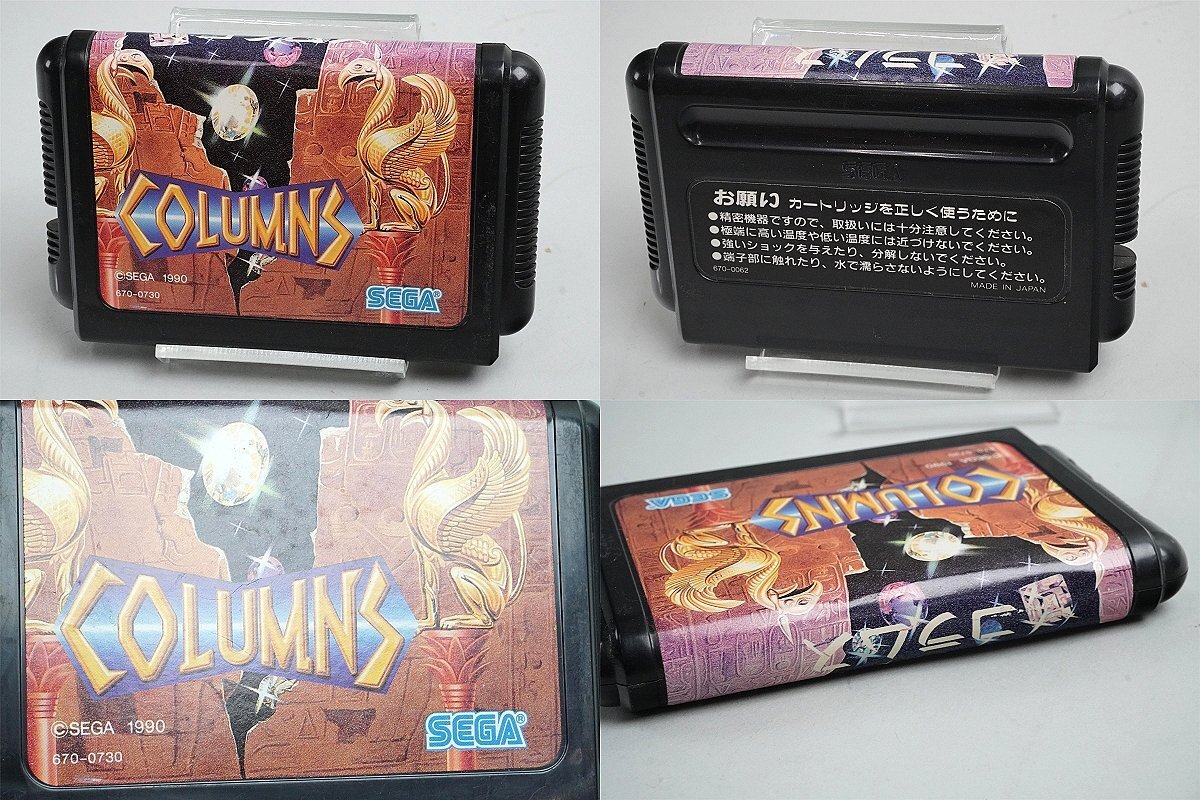 COLUMNS
©SEGA 1990
670-0730
SEGA®
コラムス
SEGA
お願い カートリッジを正しく使うために
●精密機器ですので、取扱いには十分注意してください。
●極端に高い温度や低い温度には近づけないでください。
●強いショックを与えたり、分解しないでください。
●端子部に触れたり、水で濡らさないようにしてください。
670-0062
MADE IN JAPAN
COLUMNS
©SEGA 1990
670-0730
SEGA®
COLUMNS
SEGA
コラムス